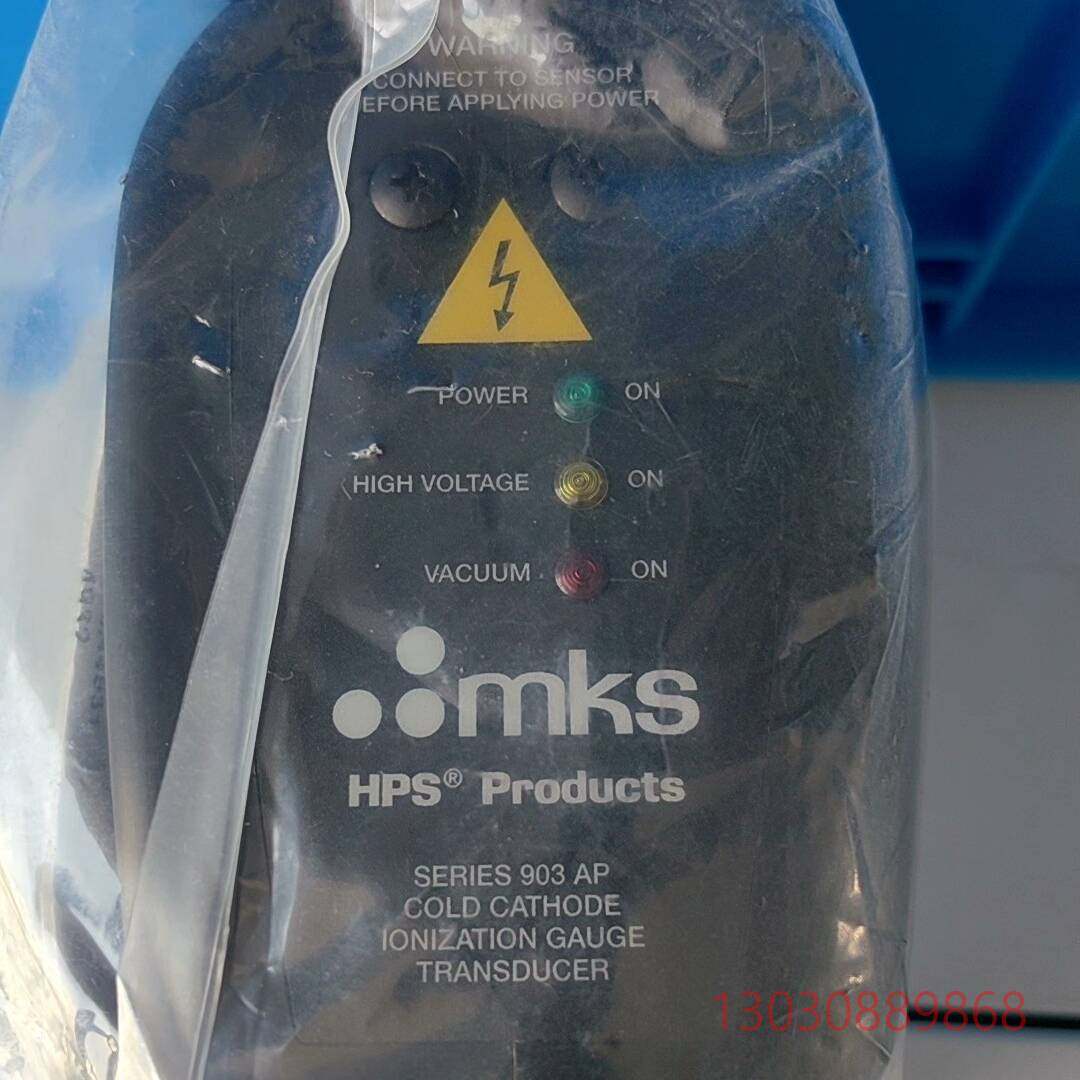 WARNING
CONNECT TO SENSOR
EFORE APPLYING POWER
POWER ON
HIGH VOLTAGE ON
VACUUM ON
mks
HPS® Products
SERIES 903 AP
COLD CATHODE
IONIZATION GAUGE
TRANSDUCER
13030889868